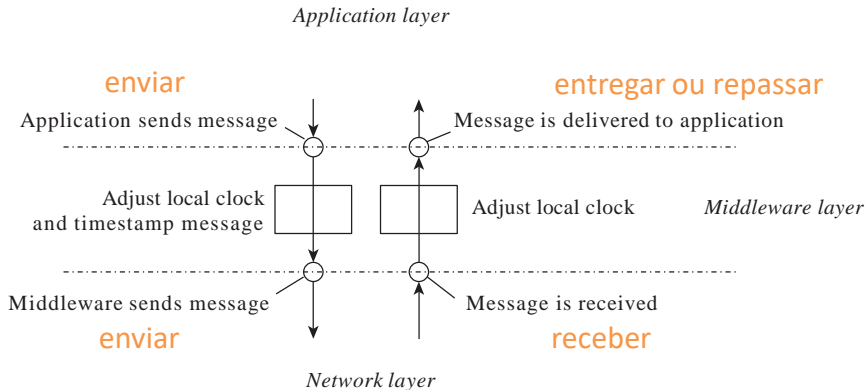 Application layer
enviar
entregar ou repassar
Application sends message
Message is delivered to application
Adjust local clock
and timestamp message
Adjust local clock
Middleware layer
Middleware sends message
Message is received
enviar
receber
Network layer